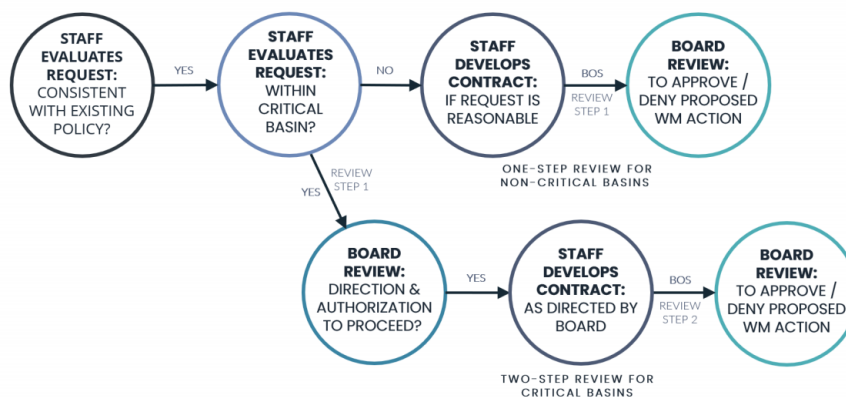 STAFF
EVALUATES
REQUEST:
CONSISTENT
WITH EXISTING
POLICY?
YES
STAFF
EVALUATES
REQUEST:
WITHIN
CRITICAL
BASIN?
NO
STAFF
DEVELOPS
CONTRACT:
IF REQUEST IS
REASONABLE
BOS
REVIEW
STEP 1
BOARD
REVIEW:
TO APPROVE /
DENY PROPOSED
WM ACTION
ONE-STEP REVIEW FOR
NON-CRITICAL BASINS
YES
REVIEW
STEP 1
BOARD
REVIEW:
DIRECTION &
AUTHORIZATION
TO PROCEED?
YES
STAFF
DEVELOPS
CONTRACT:
AS DIRECTED BY
BOARD
BOS
REVIEW
STEP 2
BOARD
REVIEW:
TO APPROVE /
DENY PROPOSED
WM ACTION
TWO-STEP REVIEW FOR
CRITICAL BASINS